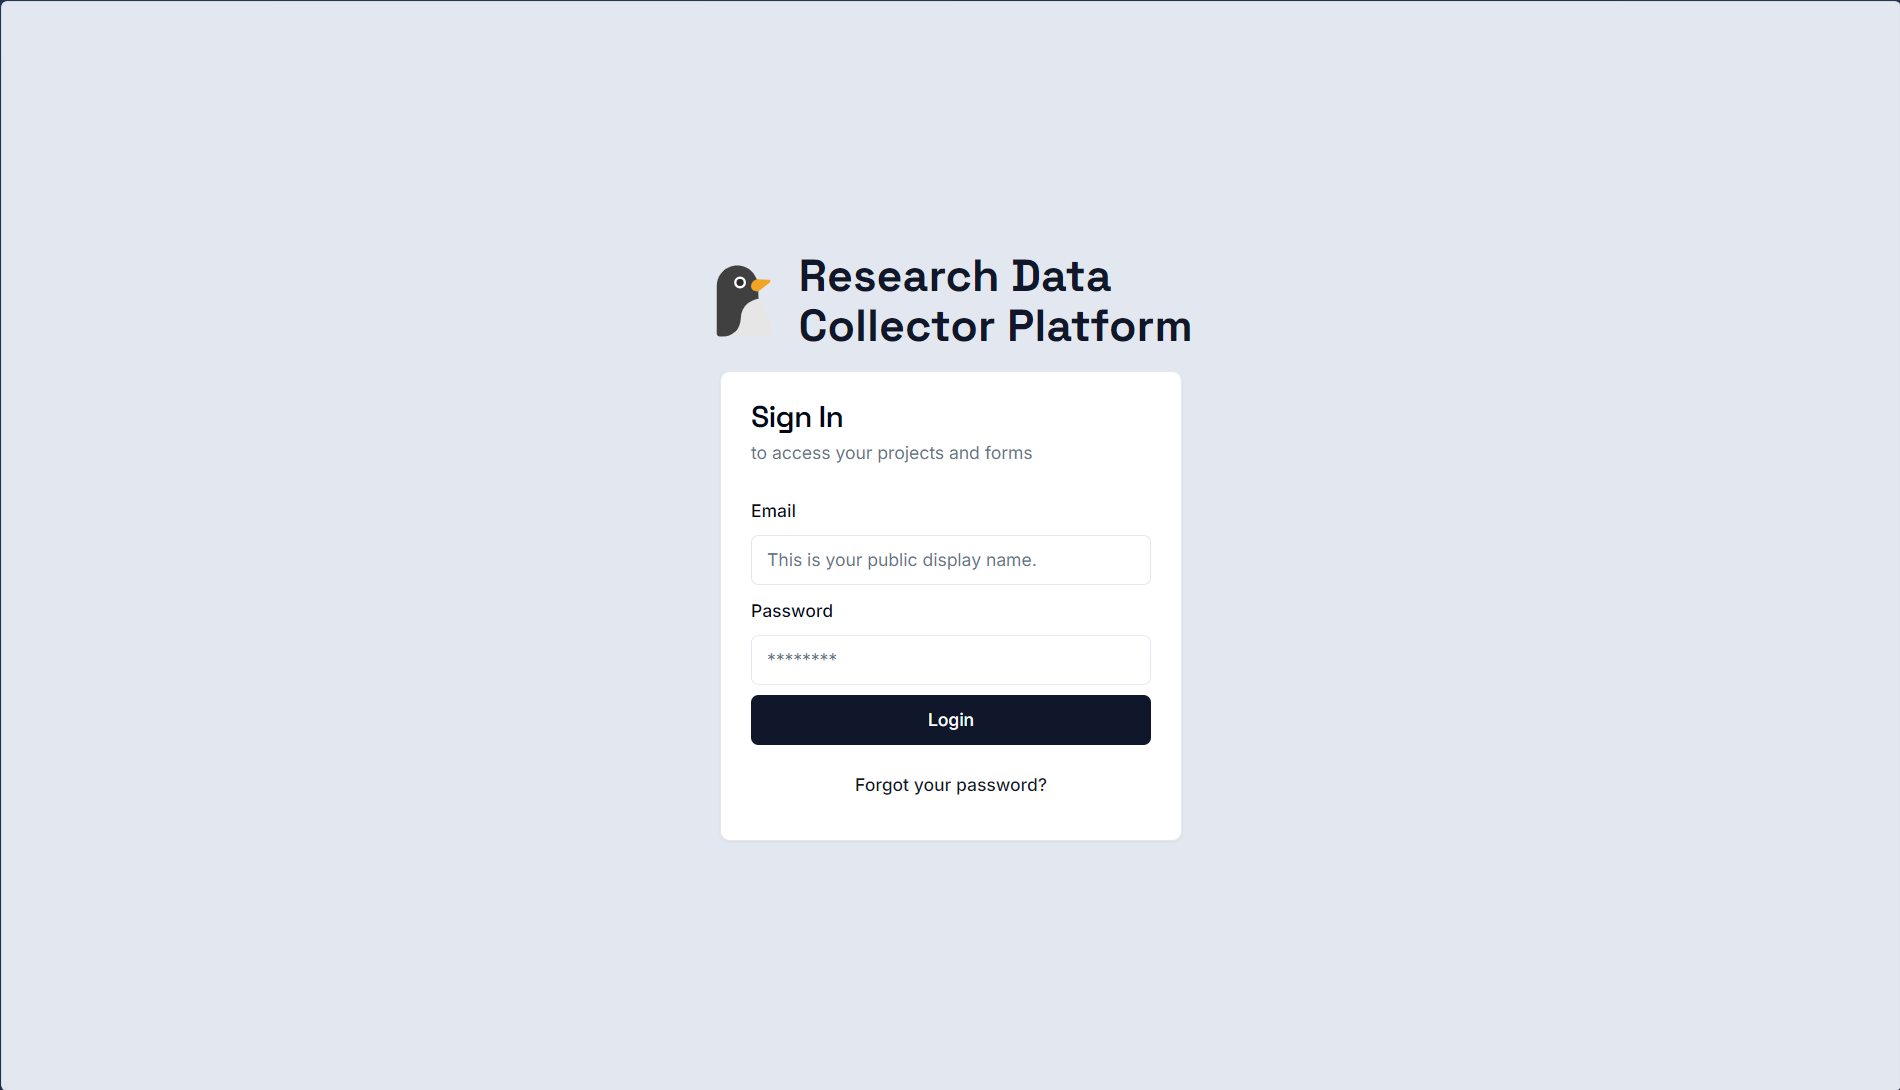 Research Data
Collector Platform
Sign In
to access your projects and forms
Email
This is your public display name.
Password
********
Login
Forgot your password?